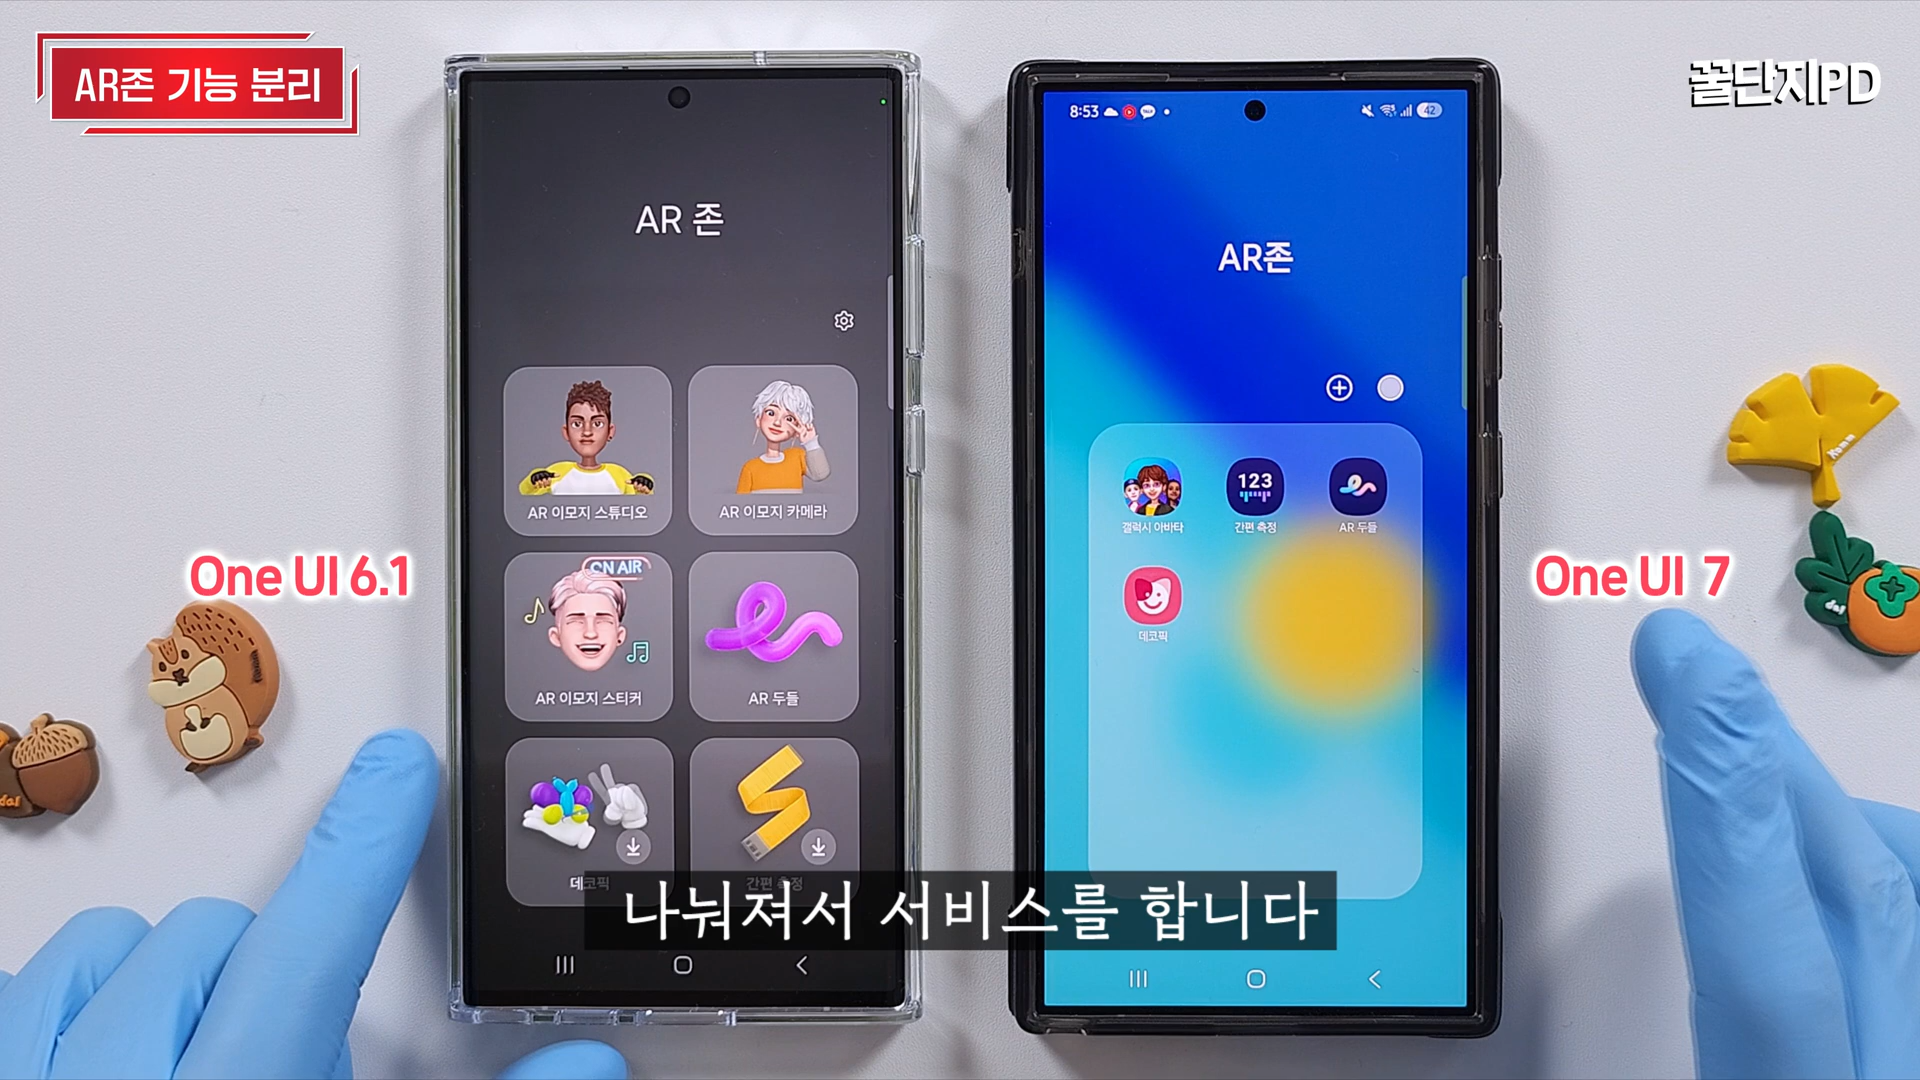 AR존 기능 분리
꿀단지PD
AR 존
AR 이모지 스튜디오
AR 이모지 카메라
ON AIR
AR 이모지 스티커
AR 두들
데코픽
간편 측정
One UI 6.1
8:53
42
AR존
갤럭시 아바타
123
간편 측정
AR 두들
데코픽
One UI 7
나눠져서 서비스를 합니다